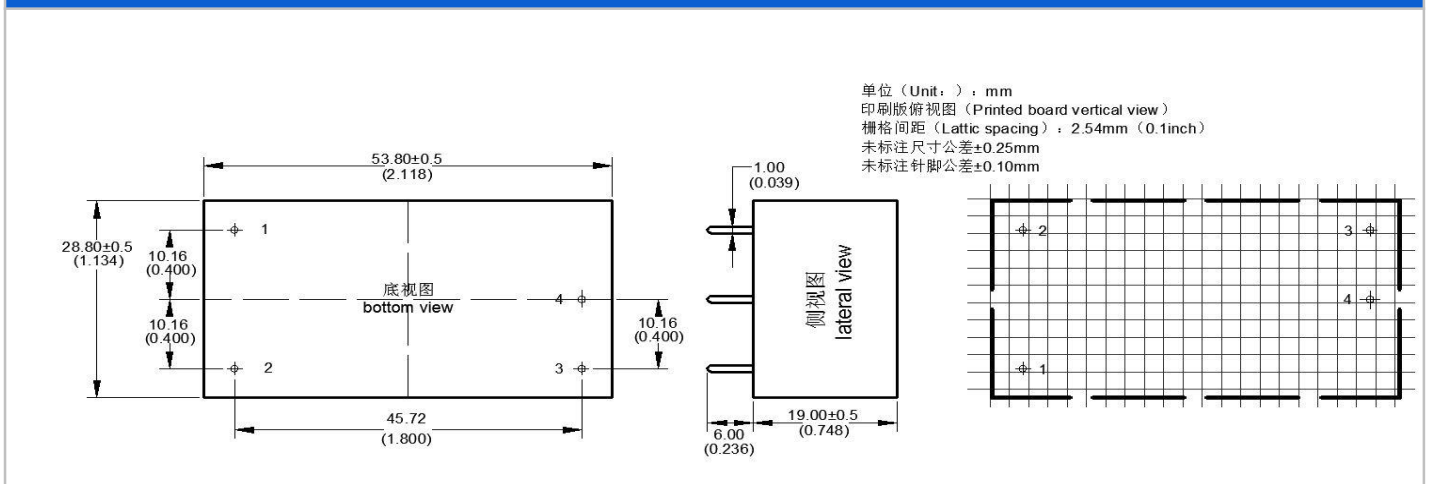 单位（Unit：）：mm
印刷版俯视图（Printed board vertical view）
栅格间距（Lattic spacing）：2.54mm（0.1inch）
未标注尺寸公差±0.25mm
未标注针脚公差±0.10mm
53.80±0.5
(2.118)
28.80±0.5
(1.134)
10.16
(0.400)
10.16
(0.400)
1
2
底视图
bottom view
4
3
10.16
(0.400)
45.72
(1.800)
1.00
(0.039)
侧视图
lateral view
6.00
(0.236)
19.00±0.5
(0.748)
2
3
4
1